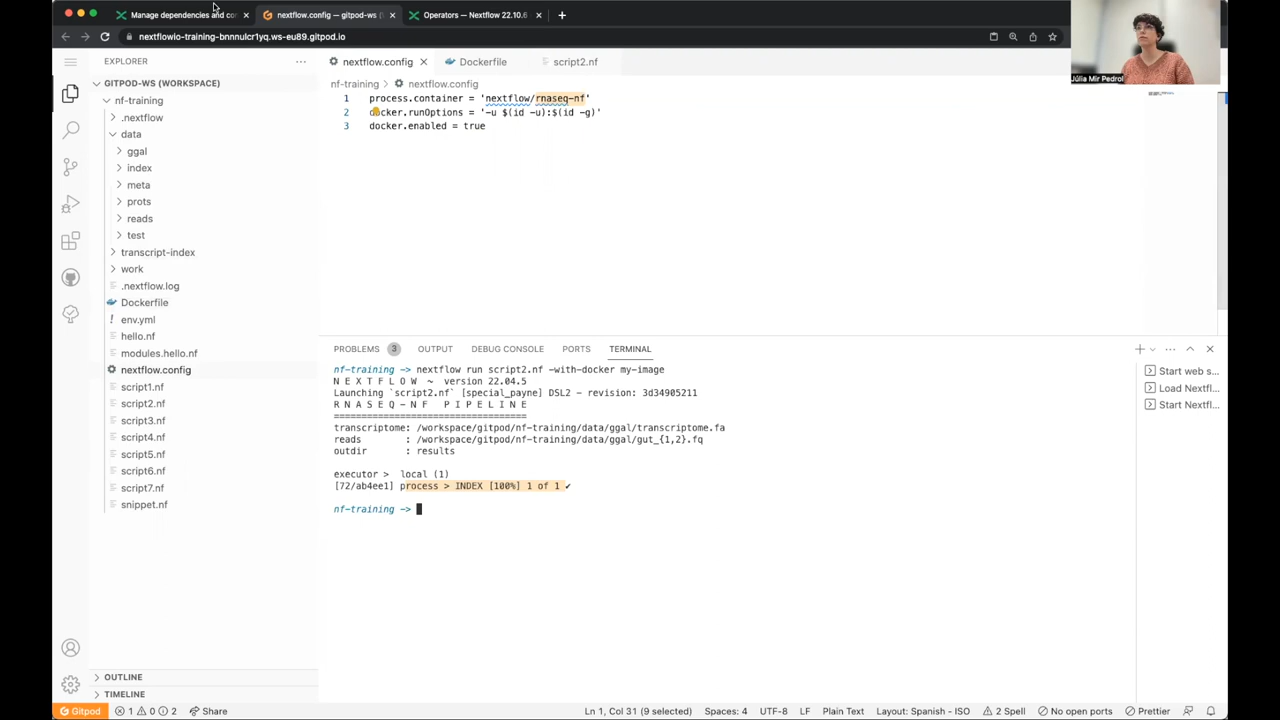 Manage dependencies and co
nextflow.config — gitpod-ws [
Operators — Nextflow 22.10.6
nextflowio-training-bnnnulcr1yq.ws-eu89.gitpod.io
Júlia Mir Pedrol
EXPLORER
GITPOD-WS (WORKSPACE)
nf-training
.nextflow
data
ggal
index
meta
prots
reads
test
transcript-index
work
.nextflow.log
Dockerfile
env.yml
hello.nf
modules.hello.nf
nextflow.config
script1.nf
script2.nf
script3.nf
script4.nf
script5.nf
script6.nf
script7.nf
snippet.nf
OUTLINE
TIMELINE
nextflow.config
Dockerfile
script2.nf
nf-training > nextflow.config
1 process.container = 'nextflow/rnaseq-nf'
2 docker.runOptions = '-u $(id -u):$(id -g)'
3 docker.enabled = true
PROBLEMS 3 OUTPUT DEBUG CONSOLE PORTS TERMINAL
nf-training -> nextflow run script2.nf -with-docker my-image
N E X T F L O W ~ version 22.04.5
Launching `script2.nf` [special_payne] DSL2 - revision: 3d34905211
R N A S E Q - N F   P I P E L I N E
===================================
transcriptome: /workspace/gitpod/nf-training/data/ggal/transcriptome.fa
reads        : /workspace/gitpod/nf-training/data/ggal/gut_{1,2}.fq
outdir       : results
executor > local (1)
[72/ab4ee1] process > INDEX [100%] 1 of 1 ✔
nf-training ->
Start web s...
Load Nextfl...
Start Nextfl...
Gitpod 1 0 2 Share Ln 1, Col 31 (9 selected) Spaces: 4 UTF-8 LF Plain Text Layout: Spanish - ISO 2 Spell No open ports Prettier